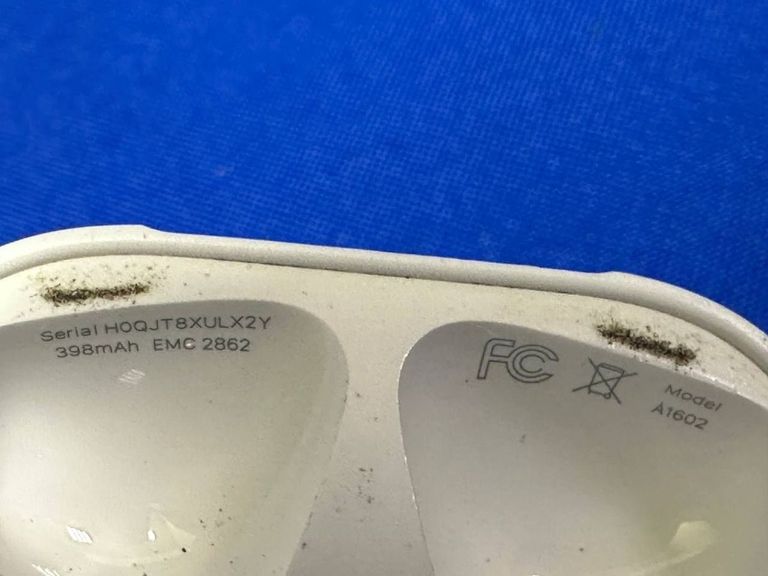 Serial H0QJT8XULX2Y
398mAh EMC 2862
FC
Model
A1602